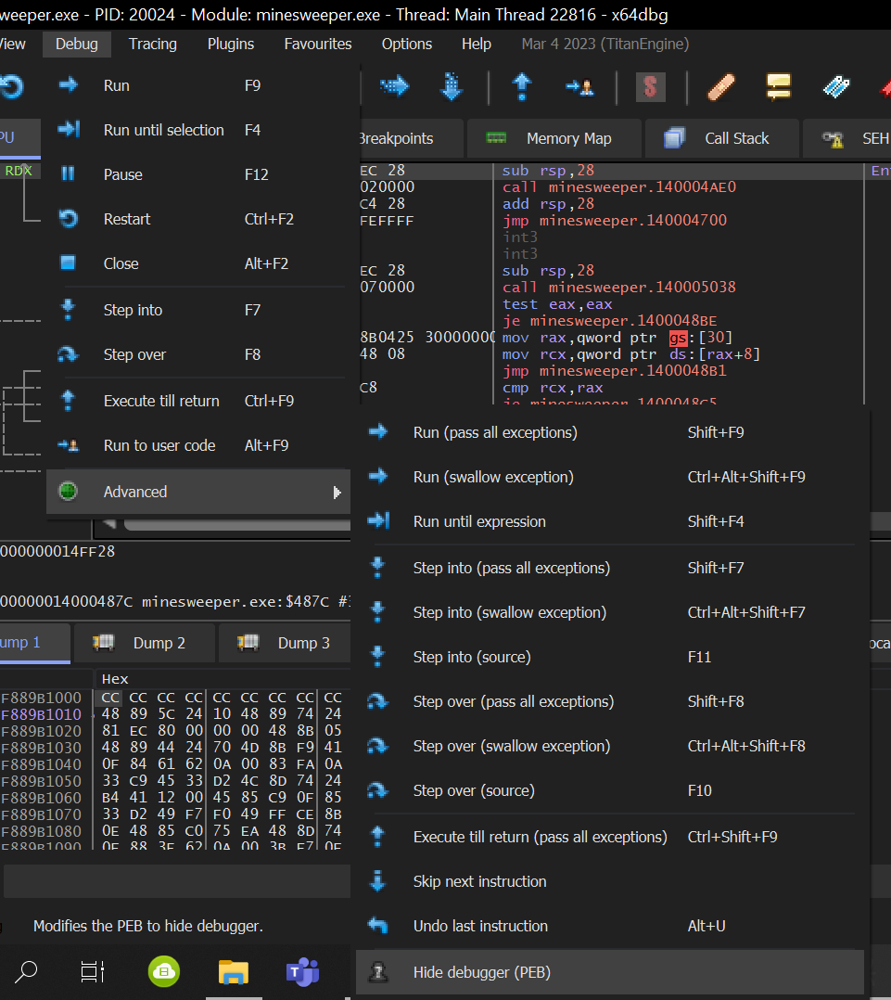 weeper.exe - PID: 20024 - Module: minesweeper.exe - Thread: Main Thread 22816 - x64dbg
View Debug Tracing Plugins Favourites Options Help Mar 4 2023 (TitanEngine)
Run F9
Run until selection F4
Pause F12
Restart Ctrl+F2
Close Alt+F2
Step into F7
Step over F8
Execute till return Ctrl+F9
Run to user code Alt+F9
Advanced
$
PU Breakpoints Memory Map Call Stack SEH
RDX
EC 28 sub rsp,28
020000 call minesweeper.140004AE0
C4 28 add rsp,28
FEFFFF jmp minesweeper.140004700
int3
int3
EC 28 sub rsp,28
070000 call minesweeper.140005038
test eax,eax
je minesweeper.1400048BE
8B0425 30000000 mov rax,qword ptr gs:[30]
48 08 mov rcx,qword ptr ds:[rax+8]
jmp minesweeper.1400048B1
C8 cmp rcx,rax
je minesweeper.1400048C5
Run (pass all exceptions) Shift+F9
Run (swallow exception) Ctrl+Alt+Shift+F9
Run until expression Shift+F4
Step into (pass all exceptions) Shift+F7
Step into (swallow exception) Ctrl+Alt+Shift+F7
Step into (source) F11
Step over (pass all exceptions) Shift+F8
Step over (swallow exception) Ctrl+Alt+Shift+F8
Step over (source) F10
Execute till return (pass all exceptions) Ctrl+Shift+F9
Skip next instruction
Undo last instruction Alt+U
Hide debugger (PEB)
000000014FF28
00000014000487C minesweeper.exe:$487C
ump 1 Dump 2 Dump 3
Hex
F889B1000 CC CC CC CC CC CC CC CC CC
F889B1010 48 89 5C 24 10 48 89 74 24
F889B1020 81 EC 80 00 00 00 48 8B 05
F889B1030 48 89 44 24 70 4D 8B F9 41
F889B1040 0F 84 61 62 0A 00 83 FA 0A
F889B1050 33 C9 45 33 D2 4C 8D 74 24
F889B1060 B4 41 12 00 45 85 C9 0F 85
F889B1070 33 D2 49 F7 F0 49 FF CE 8B
F889B1080 0E 48 85 C0 75 EA 48 8D 74
F889B1090 0F 88 3F 62 0A 00 3B F7 0F
Modifies the PEB to hide debugger.